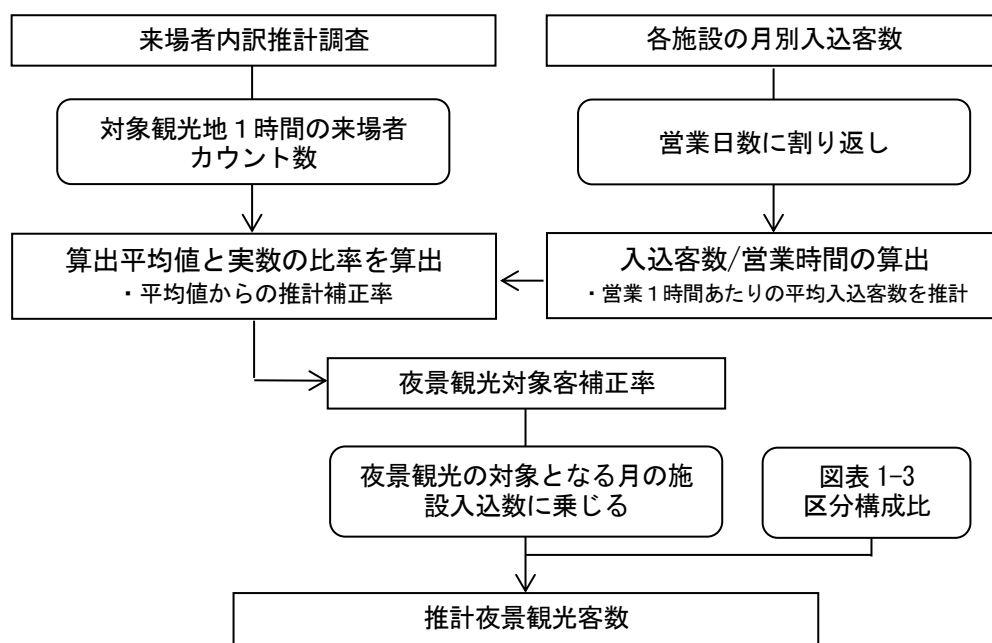 来場者内訳推計調査
各施設の月別入込客数
対象観光地１時間の来場者
カウント数
営業日数に割り返し
算出平均値と実数の比率を算出
・平均値からの推計補正率
入込客数/営業時間の算出
・営業１時間あたりの平均入込客数を推計
夜景観光対象客補正率
夜景観光の対象となる月の施
設入込数に乗じる
図表 1-3
区分構成比
推計夜景観光客数